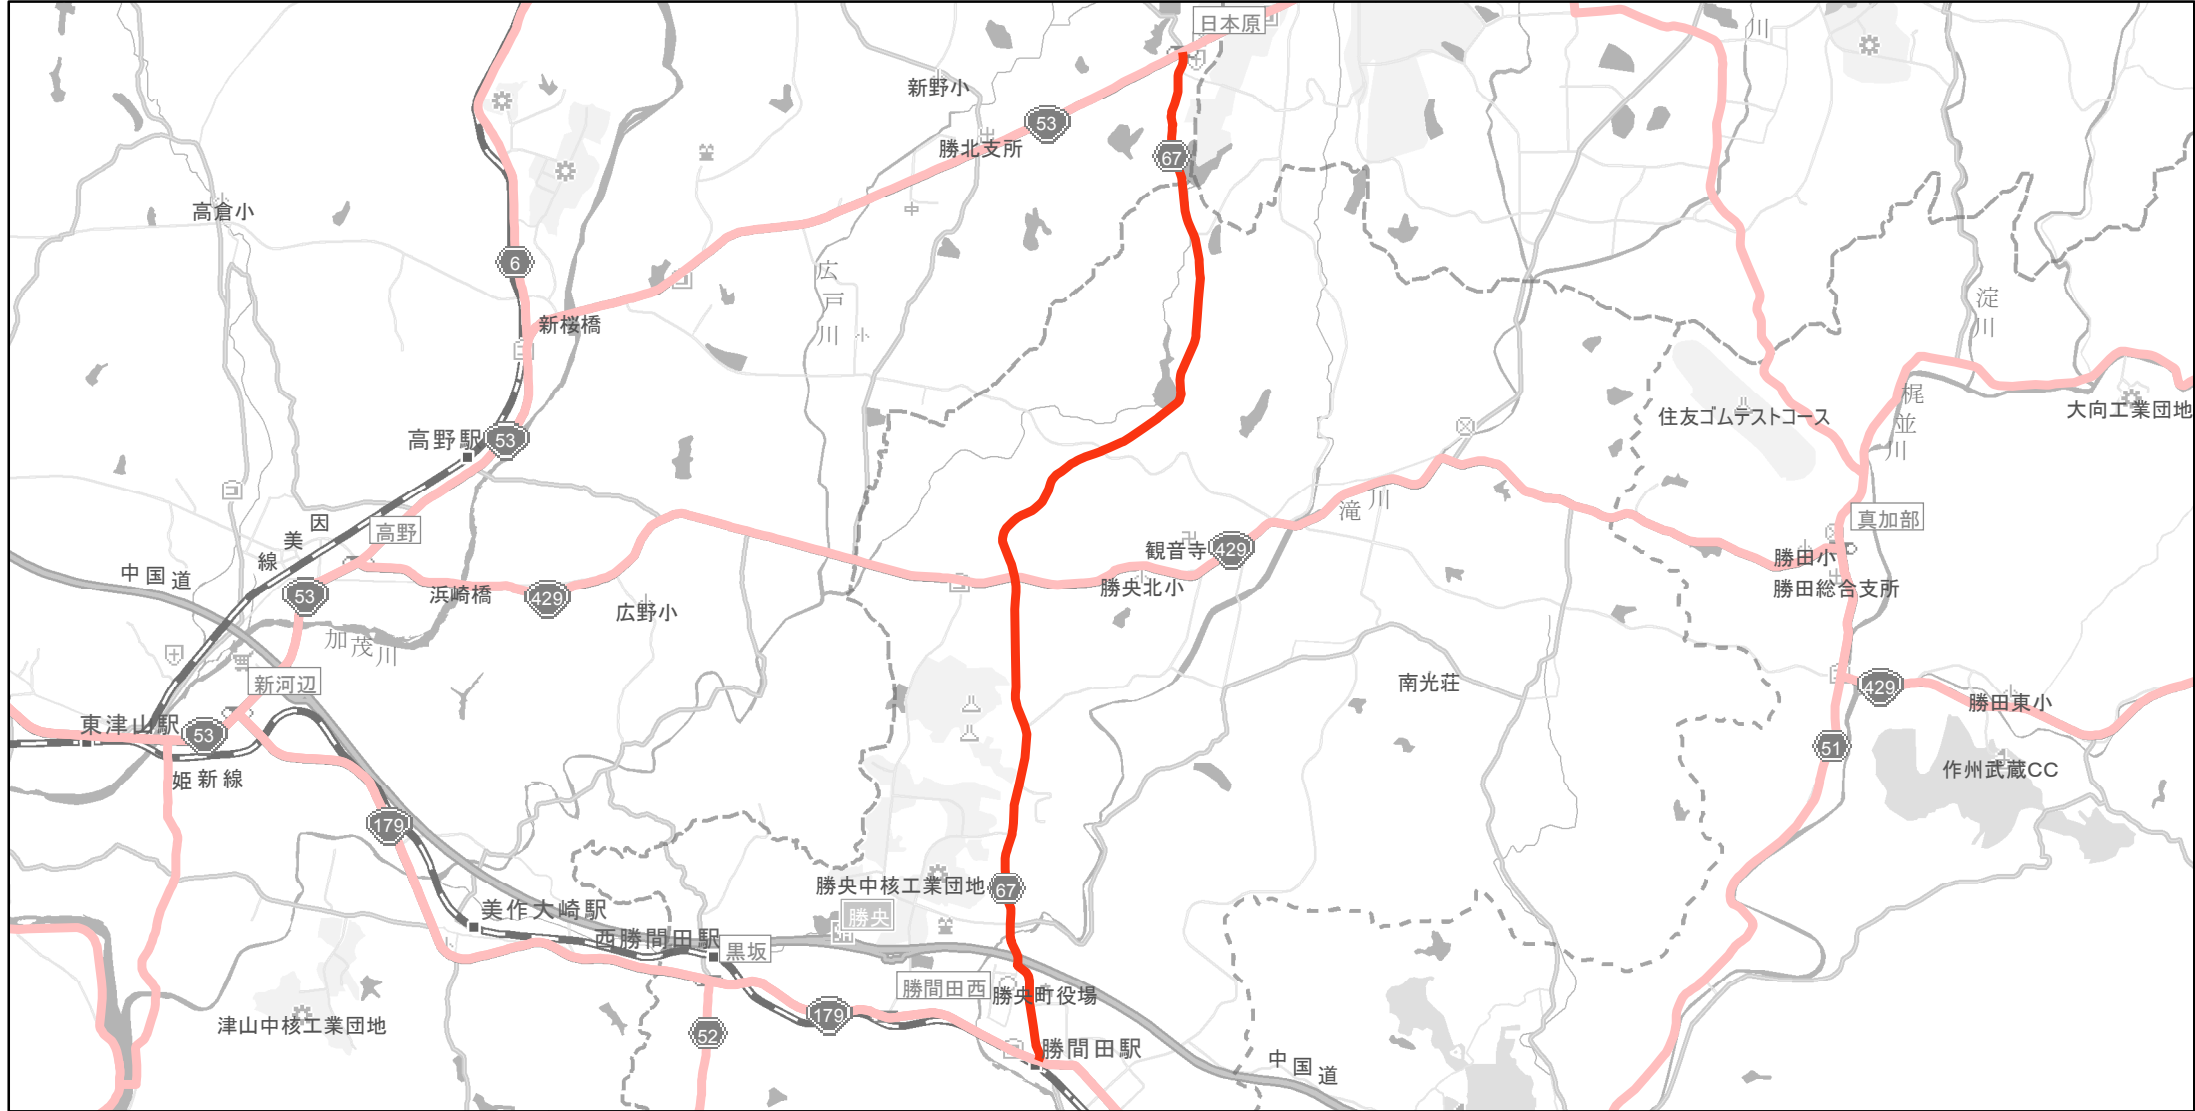 日本原
川
新野小
53
勝北支所
67
高倉小
6
広戸川
淀川
新桜橋
梶並川
住友ゴムテストコース
大向工業団地
高野駅
53
滝川
因美線
高野
真加部
観音寺
429
勝田小
中国道
53
浜崎橋
429
広野小
勝央北小
勝田総合支所
加茂川
新河辺
南光荘
429
勝田東小
東津山駅
53
51
姫新線
作州武蔵CC
179
勝央中核工業団地
67
美作大崎駅
勝央
西勝間田駅
黒坂
勝間田西
勝央町役場
179
津山中核工業団地
52
勝間田駅
中国道